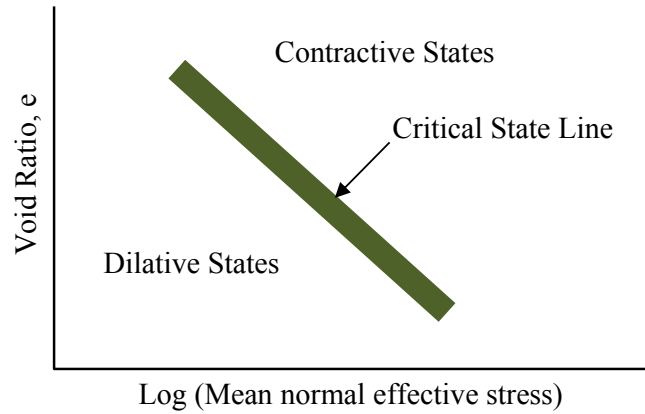 Contractive States
Critical State Line
Void Ratio, e
Dilative States
Log (Mean normal effective stress)